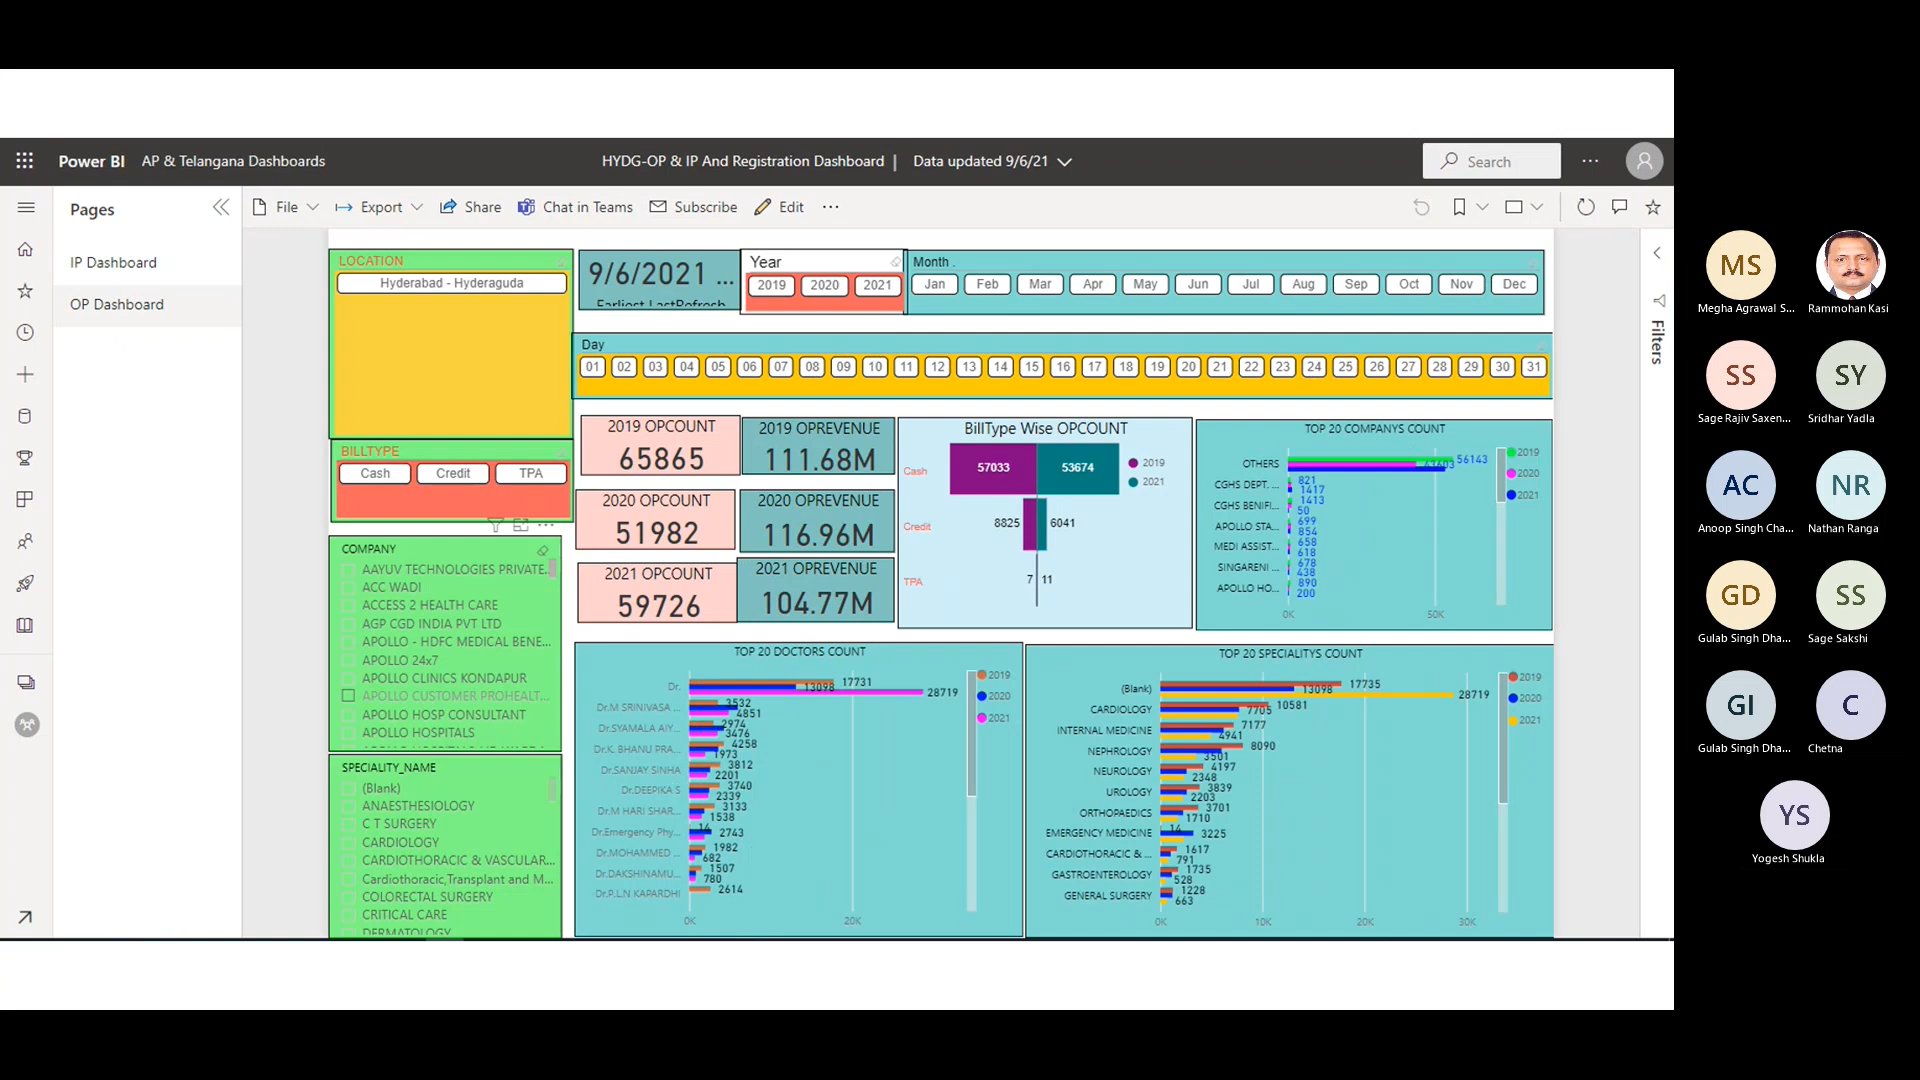 Power BI AP & Telangana Dashboards
HYDG-OP & IP And Registration Dashboard | Data updated 9/6/21
Search
Pages
File
Export
Share
Chat in Teams
Subscribe
Edit
IP Dashboard
OP Dashboard
Filters
LOCATION
Hyderabad - Hyderaguda
9/6/2021 ...
Earliest LastRefresh
Year
2019 2020 2021
Month .
Jan Feb Mar Apr May Jun Jul Aug Sep Oct Nov Dec
Day
01 02 03 04 05 06 07 08 09 10 11 12 13 14 15 16 17 18 19 20 21 22 23 24 25 26 27 28 29 30 31
BILLTYPE
Cash Credit TPA
COMPANY
AAYUV TECHNOLOGIES PRIVATE...
ACC WADI
ACCESS 2 HEALTH CARE
AGP CGD INDIA PVT LTD
APOLLO - HDFC MEDICAL BENE...
APOLLO 24x7
APOLLO CLINICS KONDAPUR
APOLLO CUSTOMER PROHEALT...
APOLLO HOSP CONSULTANT
APOLLO HOSPITALS
SPECIALITY_NAME
(Blank)
ANAESTHESIOLOGY
C T SURGERY
CARDIOLOGY
CARDIOTHORACIC & VASCULAR...
Cardiothoracic,Transplant and M...
COLORECTAL SURGERY
CRITICAL CARE
DERMATOLOGY
2019 OPCOUNT
65865
2019 OPREVENUE
111.68M
2020 OPCOUNT
51982
2020 OPREVENUE
116.96M
2021 OPCOUNT
59726
2021 OPREVENUE
104.77M
BillType Wise OPCOUNT
Cash 57033 53674
Credit 8825 6041
TPA 7 11
2019
2021
TOP 20 COMPANYS COUNT
OTHERS 56143
CGHS DEPT. ... 821
1417
CGHS BENIFI... 1413
50
APOLLO STA... 699
854
MEDI ASSIST... 658
618
SINGARENI ... 678
438
APOLLO HO... 890
200
0K 50K
2019
2020
2021
TOP 20 DOCTORS COUNT
Dr. 17731
13098
28719
Dr.M SRINIVASA ... 3532
4851
Dr.SYAMALA AIY... 2974
3476
Dr.K. BHANU PRA... 4258
1973
Dr.SANJAY SINHA 3812
2201
Dr.DEEPIKA S 3740
2339
Dr.M HARI SHAR... 3133
1538
Dr.Emergency Phy... 14
2743
Dr.MOHAMMED ... 1982
682
Dr.DAKSHINAMU... 1507
780
Dr.P.L.N KAPARDHI 2614
0K 20K
2019
2020
2021
TOP 20 SPECIALITYS COUNT
(Blank) 17735
13098
28719
CARDIOLOGY 10581
7705
INTERNAL MEDICINE 7177
4941
NEPHROLOGY 8090
3501
NEUROLOGY 4197
2348
UROLOGY 3839
2203
ORTHOPAEDICS 3701
1710
EMERGENCY MEDICINE 14
3225
CARDIOTHORACIC & ... 1617
791
GASTROENTEROLOGY 1735
528
GENERAL SURGERY 1228
663
0K 10K 20K 30K
2019
2020
2021
MS
Megha Agrawal S...
Rammohan Kasi
SS
Sage Rajiv Saxen...
SY
Sridhar Yadla
AC
Anoop Singh Cha...
NR
Nathan Ranga
GD
Gulab Singh Dha...
SS
Sage Sakshi
GI
Gulab Singh Dha...
C
Chetna
YS
Yogesh Shukla